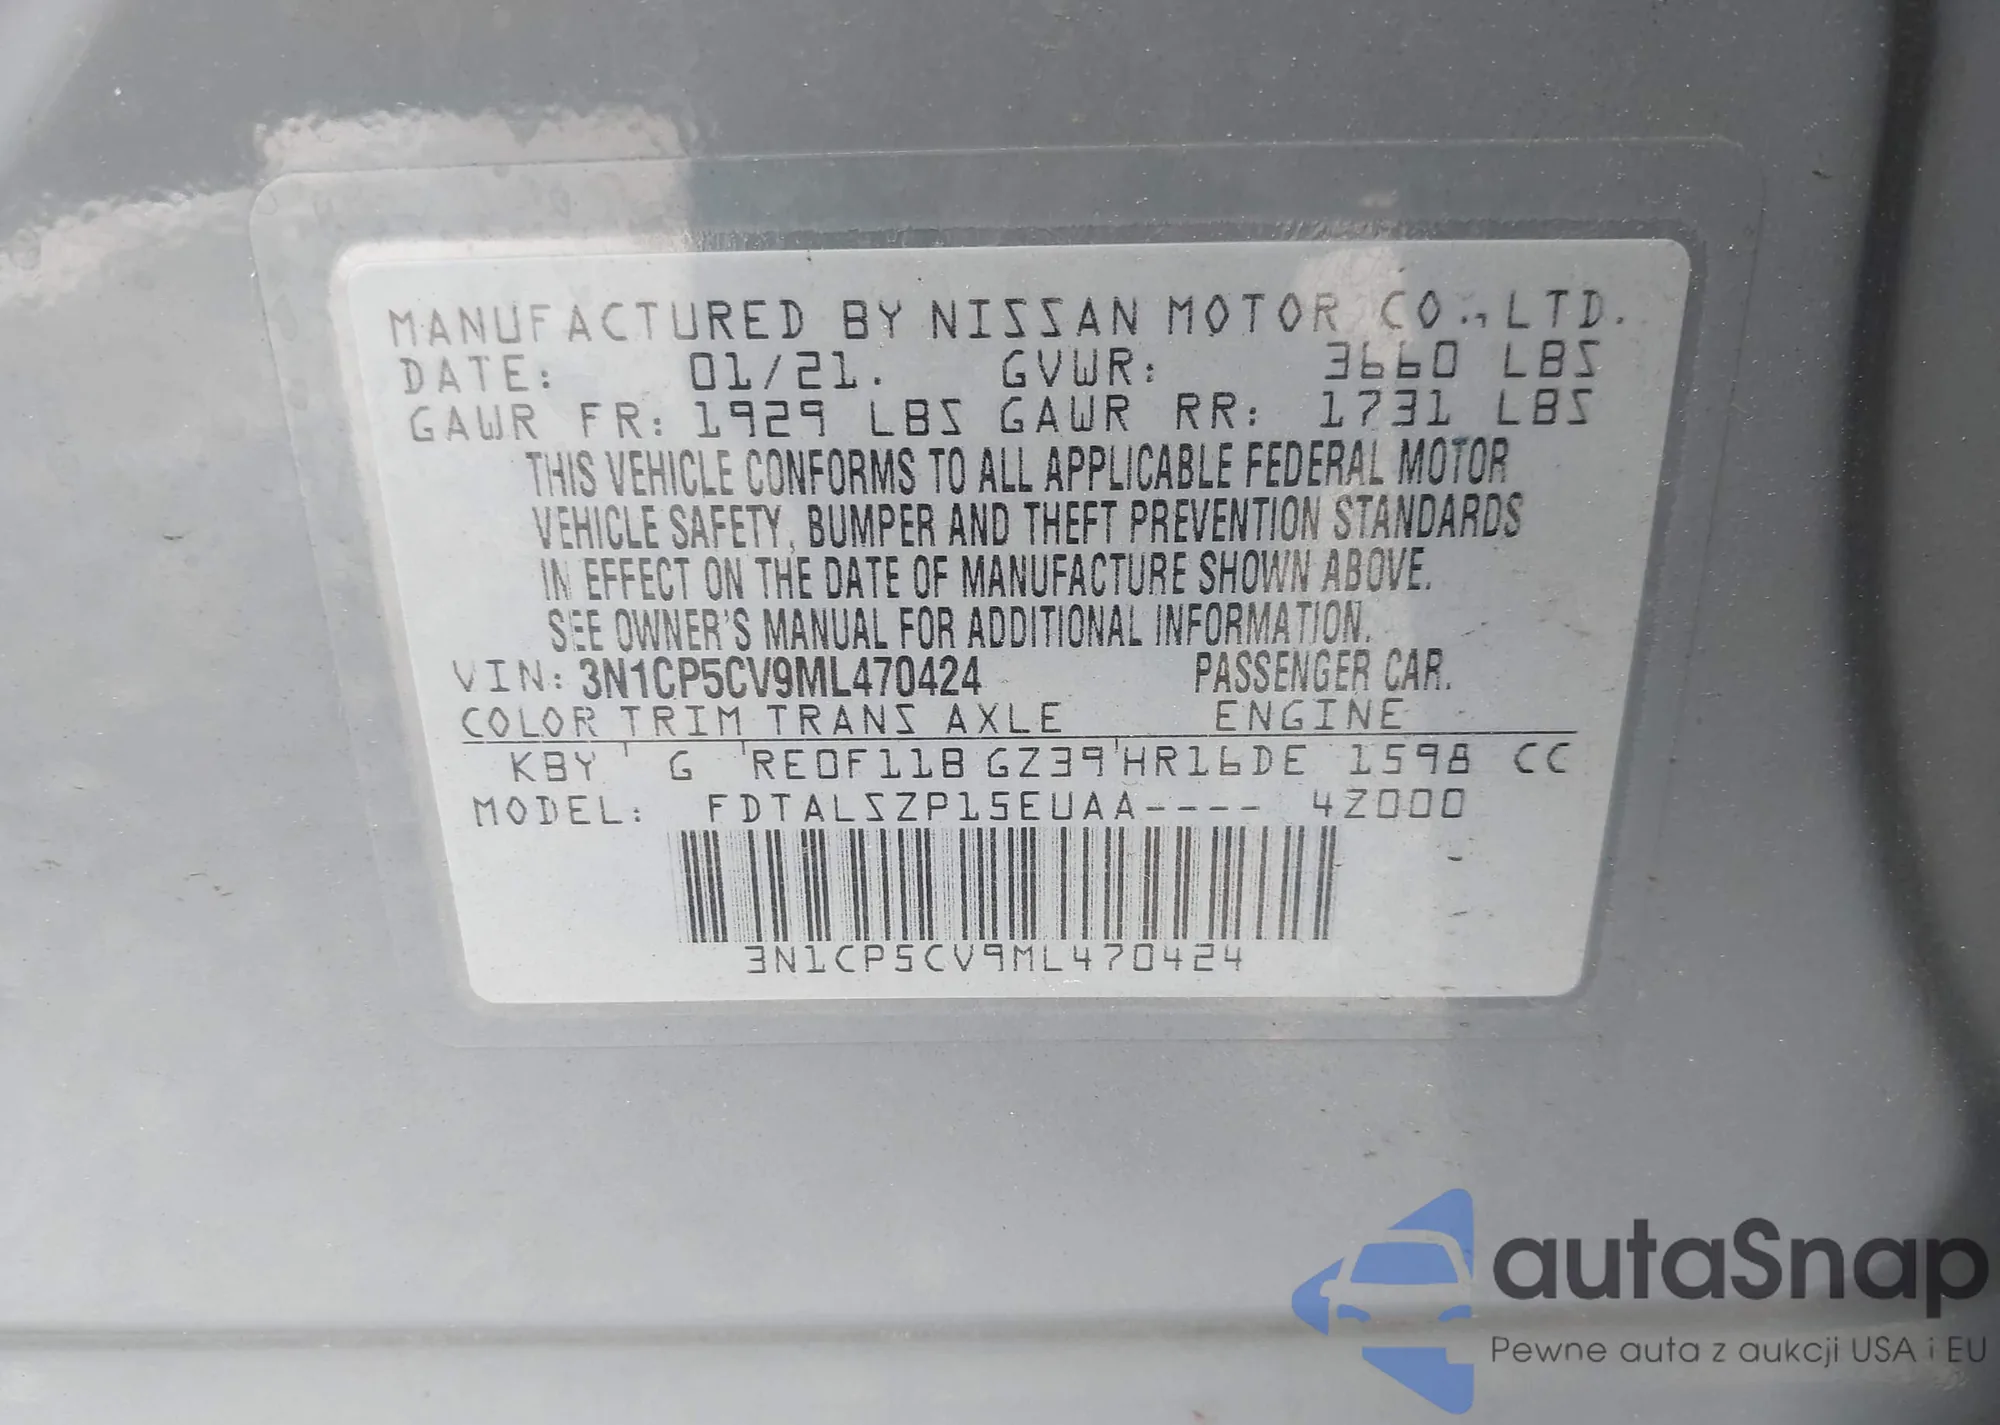 MANUFACTURED BY NISSAN MOTOR CO., LTD.
DATE: 01/21. GVWR: 3660 LBS
GAWR FR: 1929 LBS GAWR RR: 1731 LBS
THIS VEHICLE CONFORMS TO ALL APPLICABLE FEDERAL MOTOR
VEHICLE SAFETY, BUMPER AND THEFT PREVENTION STANDARDS
IN EFFECT ON THE DATE OF MANUFACTURE SHOWN ABOVE.
SEE OWNER'S MANUAL FOR ADDITIONAL INFORMATION.
VIN: 3N1CP5CV9ML470424 PASSENGER CAR.
COLOR TRIM TRANS AXLE ENGINE
KBY ' G ' RE0F11B GZ39 ' HR16DE 1598 CC
MODEL: FDTALSZP15EUAA---- 4Z000
3N1CP5CV9ML470424
autaSnap
Pewne auta z aukcji USA i EU